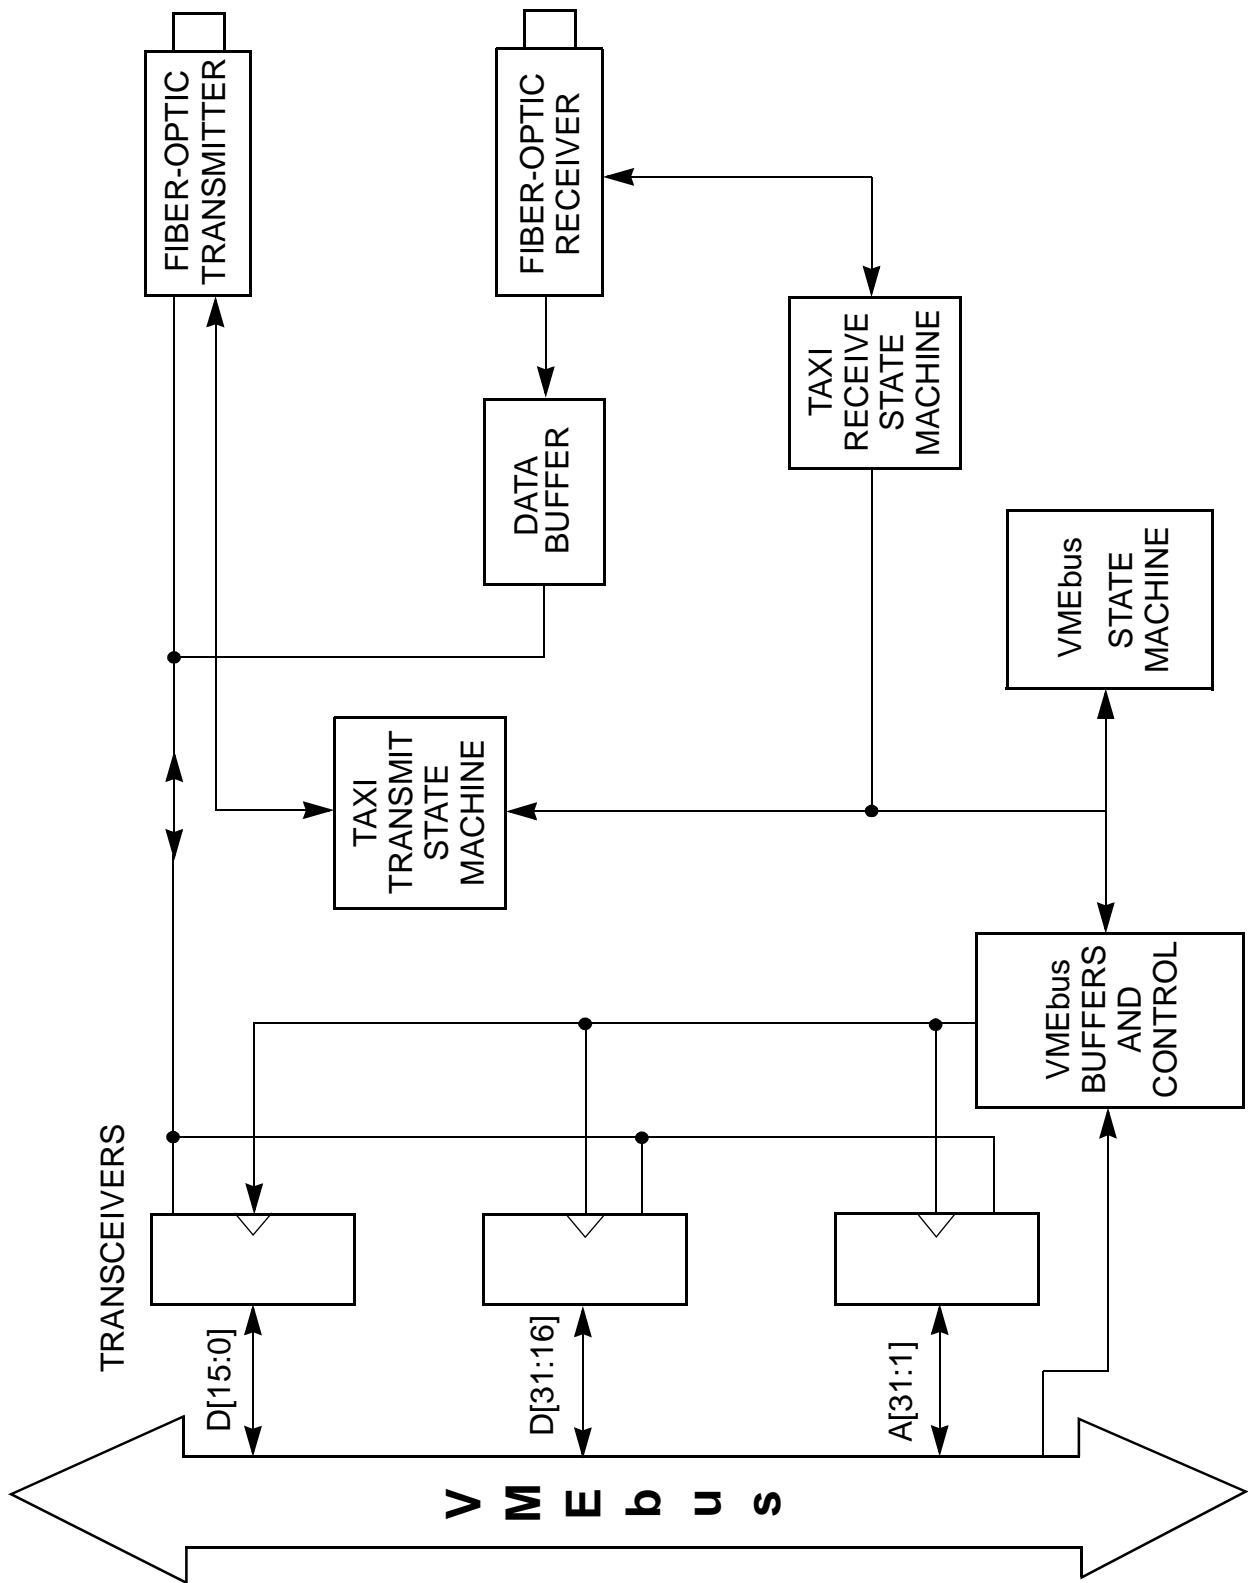 FIBER-OPTIC
TRANSMITTER
FIBER-OPTIC
RECEIVER
TAXI
RECEIVE
STATE
MACHINE
DATA
BUFFER
VMEbus
STATE
MACHINE
TAXI
TRANSMIT
STATE
MACHINE
VMEbus
BUFFERS
AND
CONTROL
TRANSCEIVERS
D[15:0]
D[31:16]
A[31:1]
VMEbus